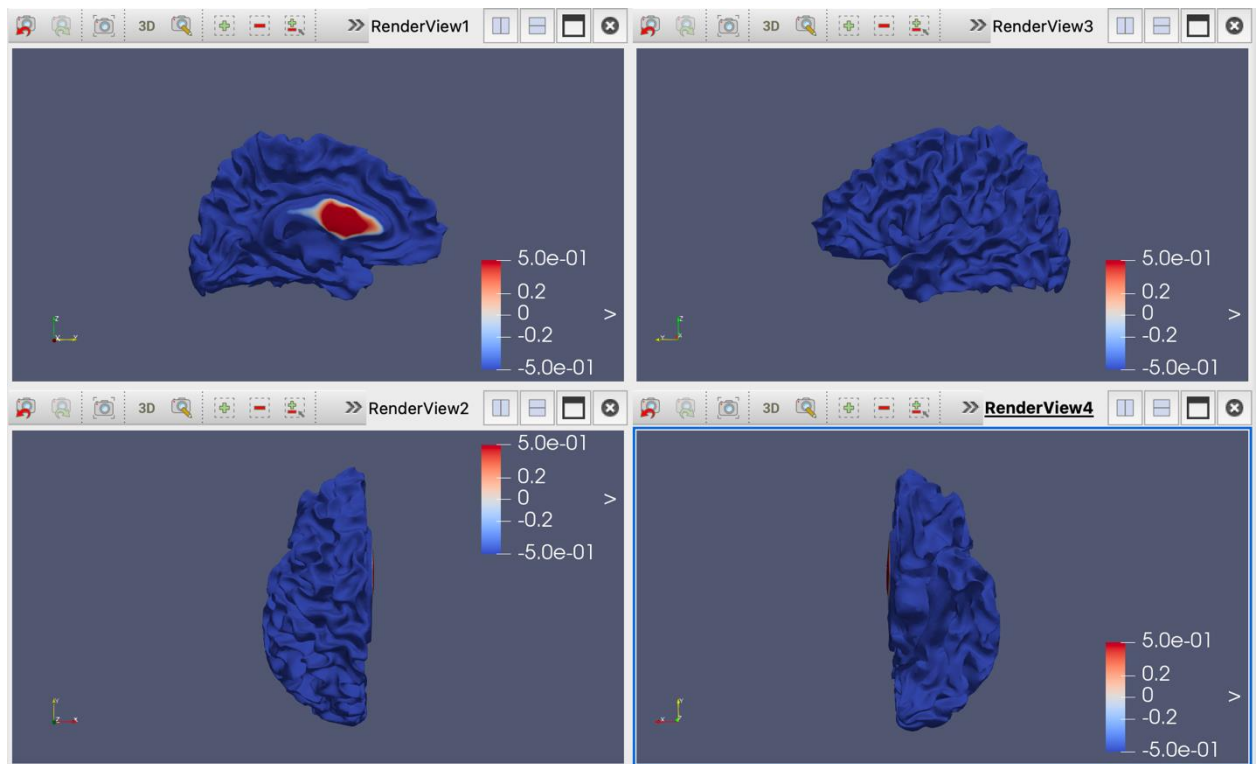 3D >> RenderView1
3D >> RenderView3
5.0e-01
0.2
0
-0.2
-5.0e-01
>
Z
X Y
5.0e-01
0.2
0
-0.2
-5.0e-01
>
Z
Y X
3D >> RenderView2
3D >> RenderView4
5.0e-01
0.2
0
-0.2
-5.0e-01
>
Y
Z X
5.0e-01
0.2
0
-0.2
-5.0e-01
>
Y
X Z